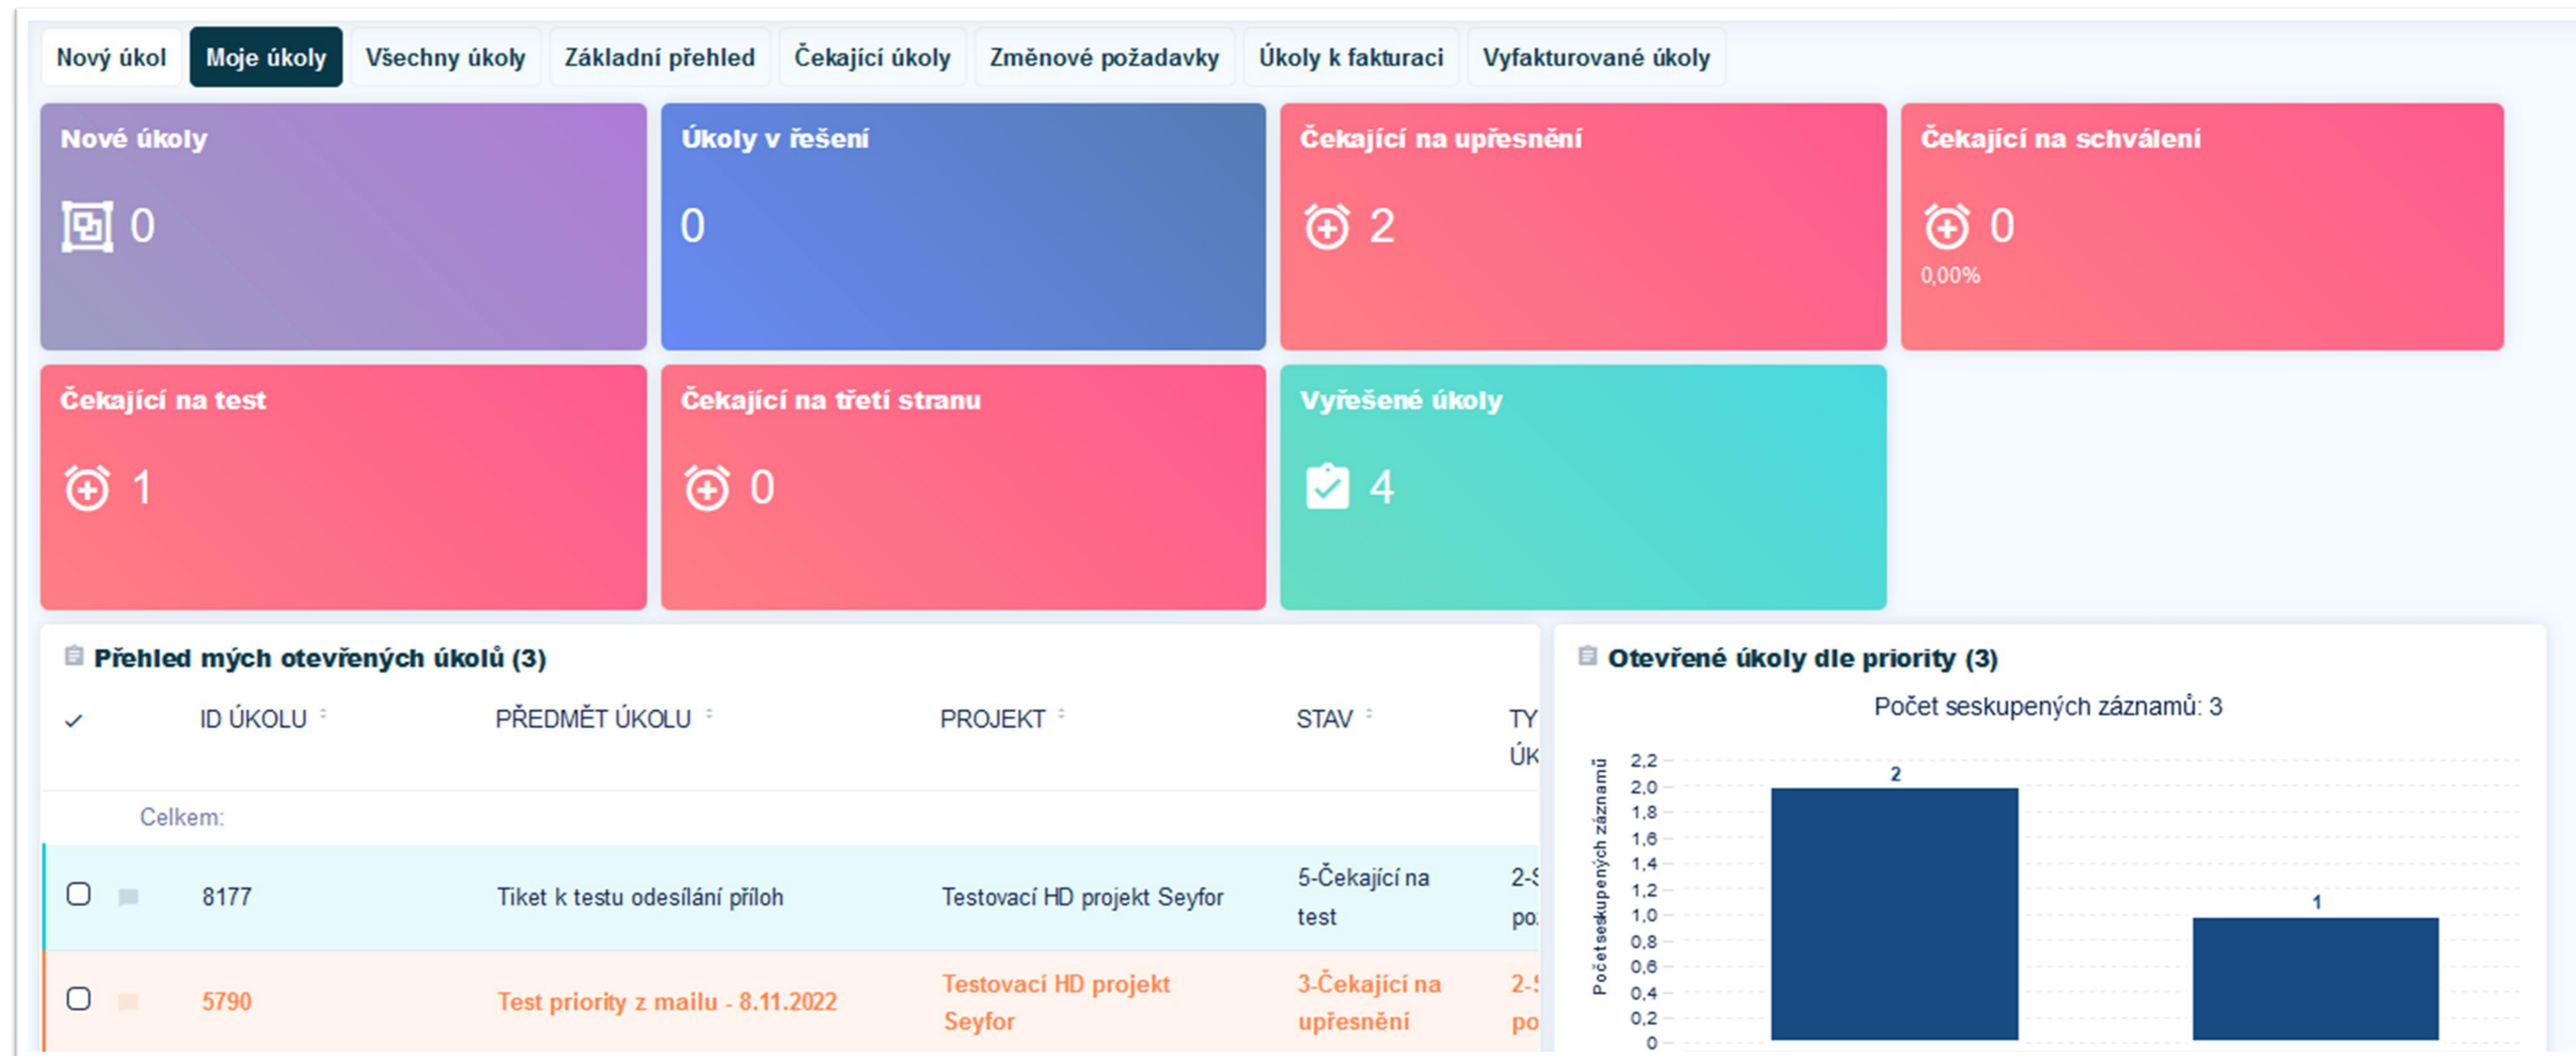 Nový úkol Moje úkoly Všechny úkoly Základní přehled Čekající úkoly Změnové požadavky Úkoly k fakturaci Vyfakturované úkoly
Nové úkoly
0
Úkoly v řešení
0
Čekající na upřesnění
2
Čekající na schválení
0
0,00%
Čekající na test
1
Čekající na třetí stranu
0
Vyřešené úkoly
4
Přehled mých otevřených úkolů (3)
ID ÚKOLU PŘEDMĚT ÚKOLU PROJEKT STAV TY
ÚK
Celkem:
8177 Tiket k testu odesílání příloh Testovací HD projekt Seyfor 5-Čekající na
test
po
5790 Test priority z mailu - 8.11.2022 Testovací HD projekt
Seyfor
3-Čekající na
upřesnění
po
Otevřené úkoly dle priority (3)
Počet seskupených záznamů: 3
Počet seskupených záznamů
2,2
2,0
1,8
1,6
1,4
1,2
1,0
0,8
0,6
0,4
0,2
0
2
1